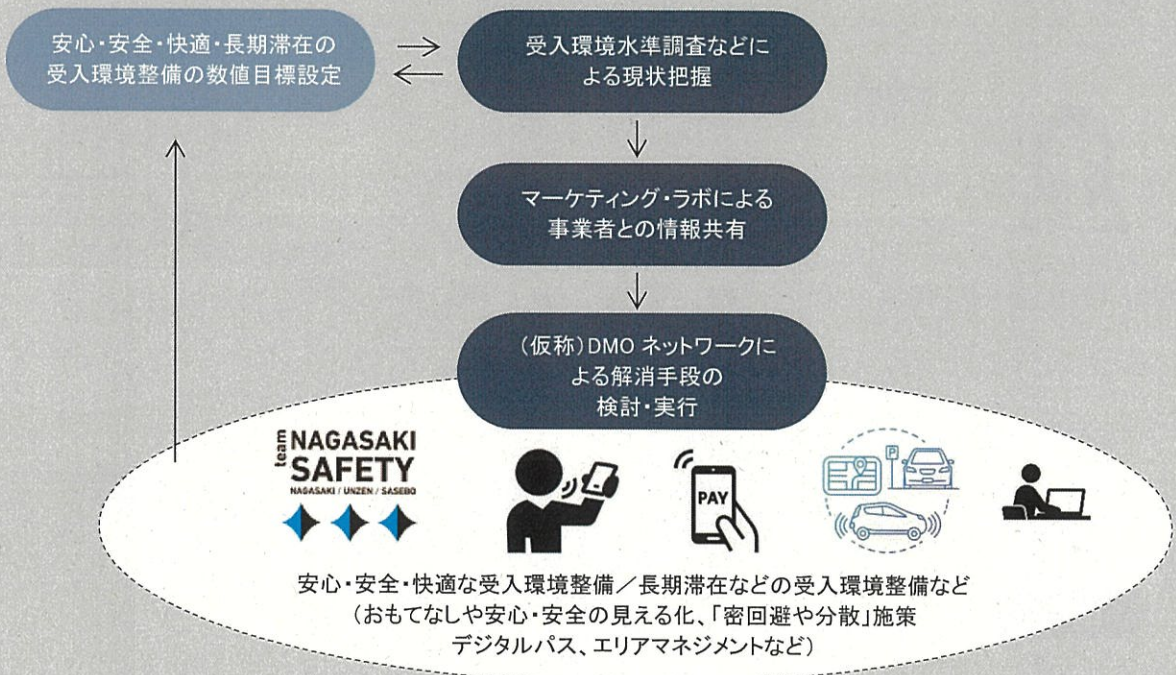 安心・安全・快適・長期滞在の
受入環境整備の数値目標設定
受入環境水準調査などに
よる現状把握
マーケティング・ラボによる
事業者との情報共有
(仮称)DMO ネットワークに
よる解消手段の
検討・実行
team NAGASAKI
SAFETY
NAGASAKI / UNZEN / SASEBO
PAY
P
安心・安全・快適な受入環境整備／長期滞在などの受入環境整備など
(おもてなしや安心・安全の見える化、「密回避や分散」施策
デジタルパス、エリアマネジメントなど)